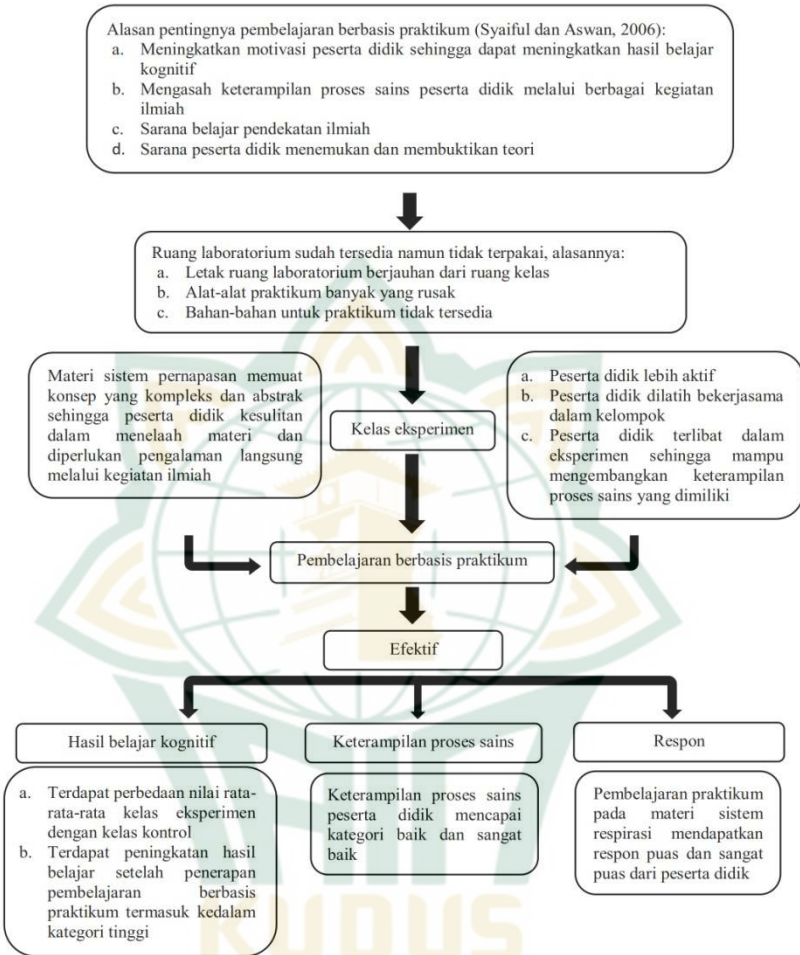 Alasan pentingnya pembelajaran berbasis praktikum (Syaiful dan Aswan, 2006):
a. Meningkatkan motivasi peserta didik sehingga dapat meningkatkan hasil belajar
kognitif
b. Mengasah keterampilan proses sains peserta didik melalui berbagai kegiatan
ilmiah
c. Sarana belajar pendekatan ilmiah
d. Sarana peserta didik menemukan dan membuktikan teori
Ruang laboratorium sudah tersedia namun tidak terpakai, alasannya:
a. Letak ruang laboratorium berjauhan dari ruang kelas
b. Alat-alat praktikum banyak yang rusak
c. Bahan-bahan untuk praktikum tidak tersedia
Materi sistem pernapasan memuat
konsep yang kompleks dan abstrak
sehingga peserta didik kesulitan
dalam menelaah materi dan
diperlukan pengalaman langsung
melalui kegiatan ilmiah
Kelas eksperimen
a. Peserta didik lebih aktif
b. Peserta didik dilatih bekerjasama
dalam kelompok
c. Peserta didik terlibat dalam
eksperimen sehingga mampu
mengembangkan keterampilan
proses sains yang dimiliki
Pembelajaran berbasis praktikum
Efektif
Hasil belajar kognitif
a. Terdapat perbedaan nilai rata-
rata-rata kelas eksperimen
dengan kelas kontrol
b. Terdapat peningkatan hasil
belajar setelah penerapan
pembelajaran berbasis
praktikum termasuk kedalam
kategori tinggi
Keterampilan proses sains
Keterampilan proses sains
peserta didik mencapai
kategori baik dan sangat
baik
Respon
Pembelajaran praktikum
pada materi sistem
respirasi mendapatkan
respon puas dan sangat
puas dari peserta didik
KUDUS